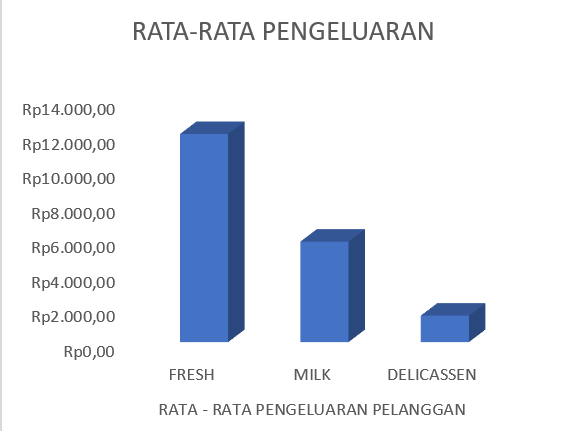 RATA-RATA PENGELUARAN
Rp14.000,00
Rp12.000,00
Rp10.000,00
Rp8.000,00
Rp6.000,00
Rp4.000,00
Rp2.000,00
Rp0,00
FRESH MILK DELICASSEN
RATA - RATA PENGELUARAN PELANGGAN